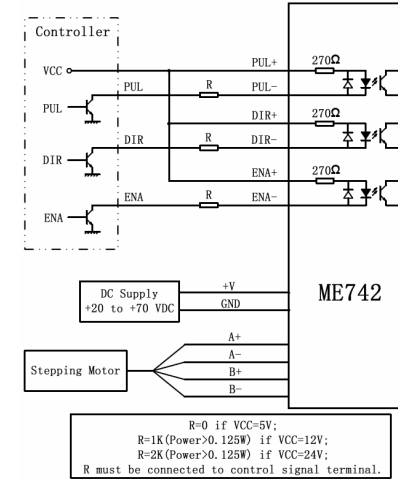 Controller
VCC
PUL+
270Ω
PUL
R
PUL-
PUL
DIR+
270Ω
DIR
R
DIR-
DIR
ENA+
270Ω
ENA
R
ENA-
ENA
ME742
DC Supply
+20 to +70 VDC
+V
GND
Stepping Motor
A+
A-
B+
B-
R=0 if VCC=5V;
R=1K(Power>0.125W) if VCC=12V;
R=2K(Power>0.125W) if VCC=24V;
R must be connected to control signal terminal.